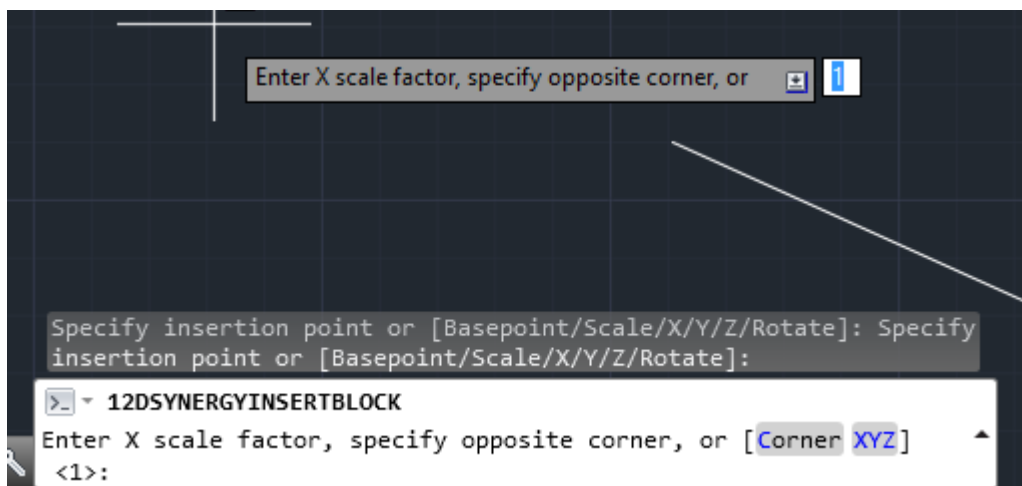 Enter X scale factor, specify opposite corner, or 1
Specify insertion point or [Basepoint/Scale/X/Y/Z/Rotate]: Specify
insertion point or [Basepoint/Scale/X/Y/Z/Rotate]:
12DSYNERGYINSERTBLOCK
Enter X scale factor, specify opposite corner, or [Corner XYZ]
<1>: